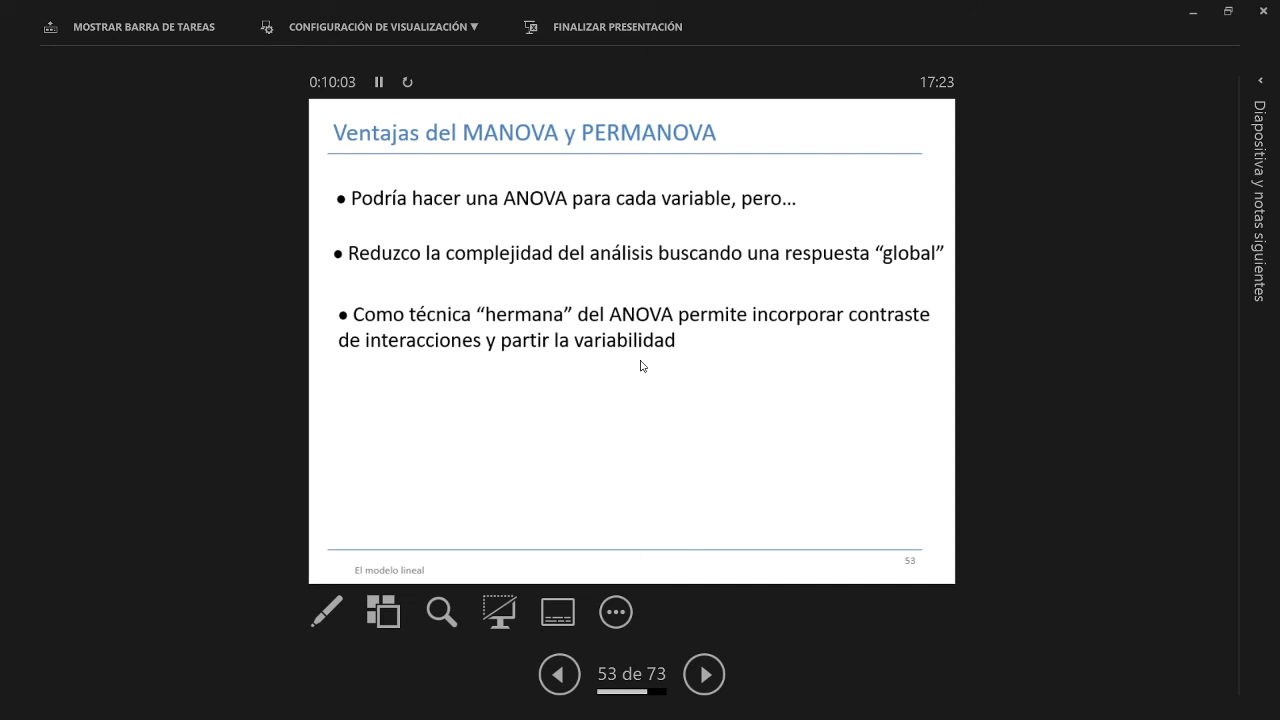 MOSTRAR BARRA DE TAREAS
CONFIGURACIÓN DE VISUALIZACIÓN ▼
FINALIZAR PRESENTACIÓN
0:10:03
17:23
Ventajas del MANOVA y PERMANOVA
● Podría hacer una ANOVA para cada variable, pero...
● Reduzco la complejidad del análisis buscando una respuesta “global”
● Como técnica “hermana” del ANOVA permite incorporar contraste
de interacciones y partir la variabilidad
El modelo lineal
53
53 de 73
Diapositiva y notas siguientes